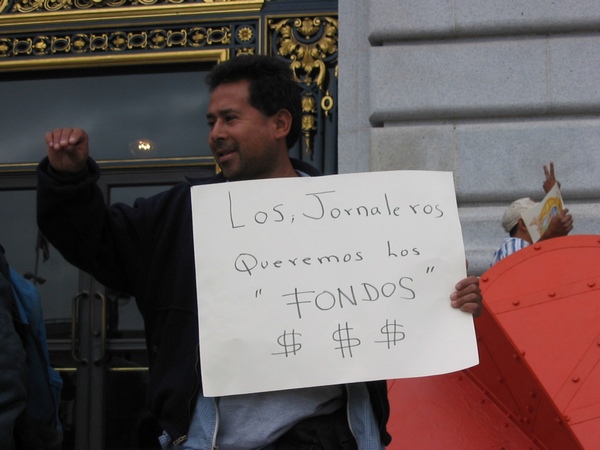 Los, Jornaleros
Queremos Los
"FONDOS"
$ $ $